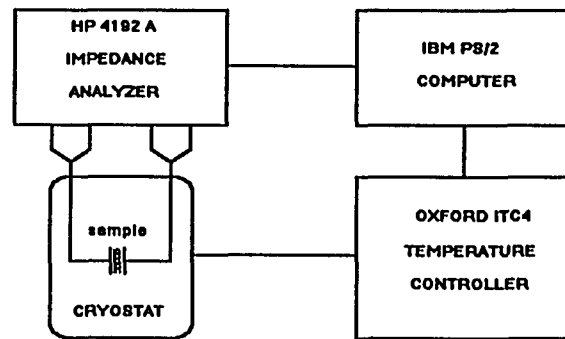 HP 4192 A
IMPEDANCE
ANALYZER
IBM PS/2
COMPUTER
sample
CRYOSTAT
OXFORD ITC4
TEMPERATURE
CONTROLLER